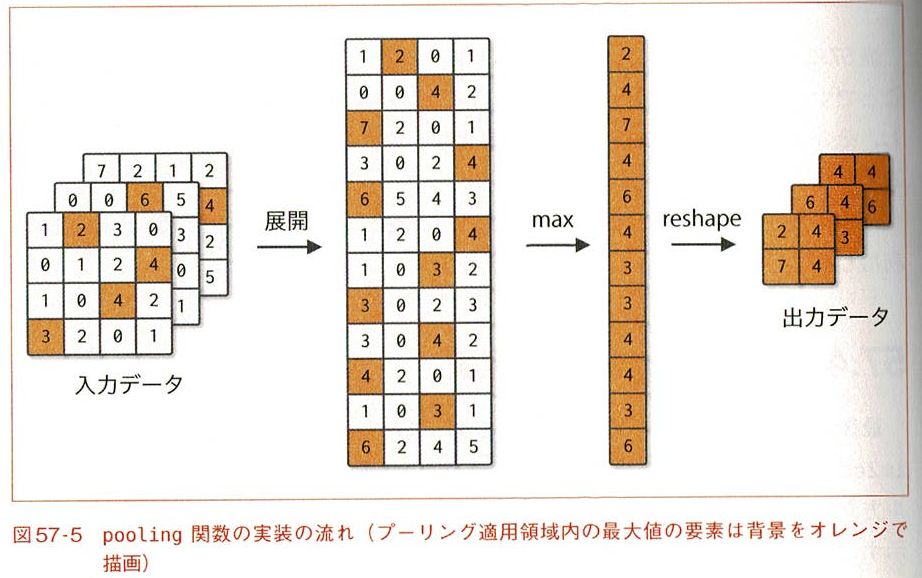 7 2 1 2
0 0 6 5 4
1 2 3 0 3 2
0 1 2 4 0 5
1 0 4 2 1
3 2 0 1
入力データ
展開
1 2 0 1
0 0 4 2
7 2 0 1
3 0 2 4
6 5 4 3
1 2 0 4
1 0 3 2
3 0 2 3
3 0 4 2
4 2 0 1
1 0 3 1
6 2 4 5
max
2
4
7
4
6
4
3
3
4
4
3
6
reshape
4 4
6 4 6
2 4 3
7 4
出力データ
図57-5 pooling 関数の実装の流れ（プーリング適用領域内の最大値の要素は背景をオレンジで
描画）